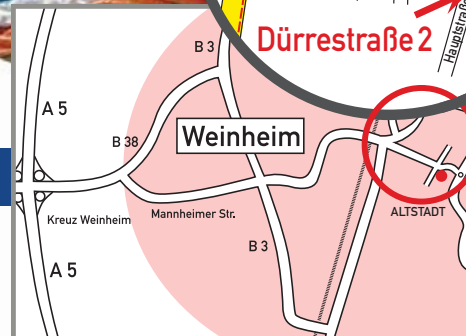 B 3
Dürrestraße 2
Hauptstraße
A 5
B 38
Weinheim
Kreuz Weinheim
Mannheimer Str.
ALTSTADT
B 3
A 5